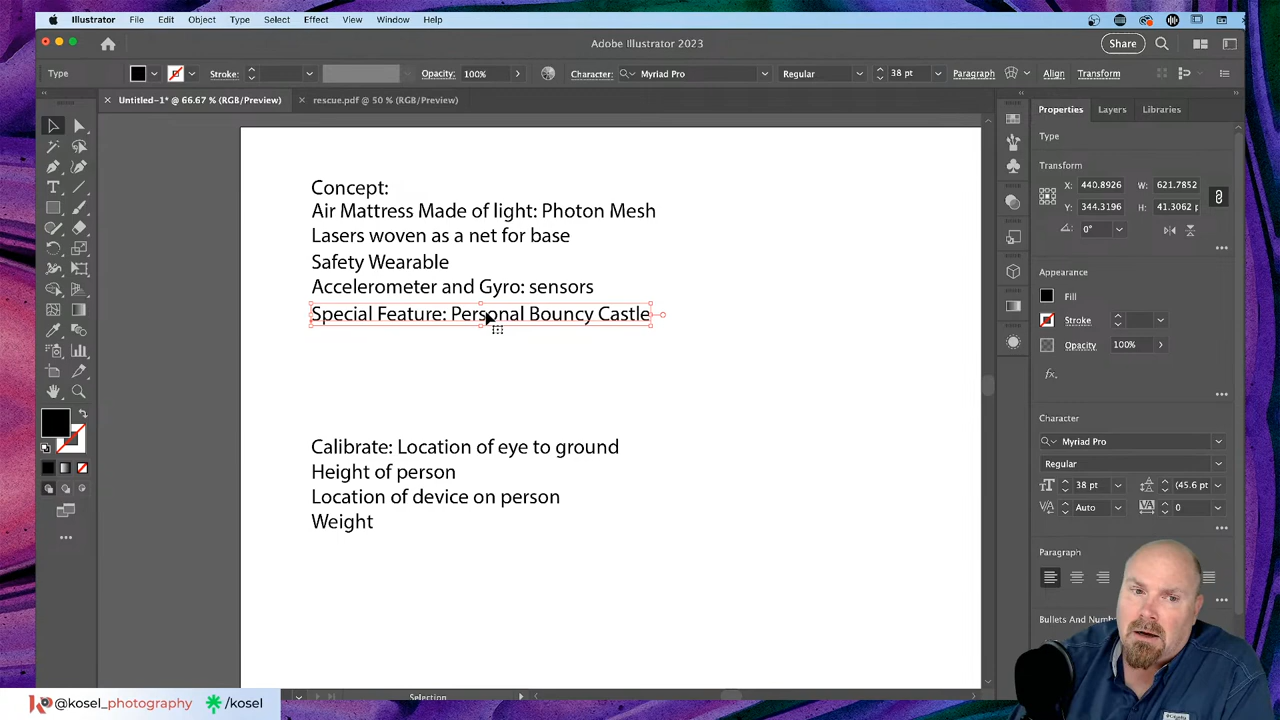 Illustrator File Edit Object Type Select Effect View Window Help
Adobe Illustrator 2023
Share
Type Stroke: Opacity: 100% Character: Myriad Pro Regular 38 pt Paragraph Align Transform
Untitled-1* @ 66.67 % (RGB/Preview) rescue.pdf @ 50 % (RGB/Preview)
Properties Layers Libraries
Type
Transform
X: 440.8926 W: 621.7852
Y: 344.3196 H: 41.3062 p
0°
Appearance
Fill
Stroke
Opacity 100%
fx.
Character
Myriad Pro
Regular
38 pt (45.6 pt
Auto 0
Paragraph
Bullets And Numb
Concept:
Air Mattress Made of light: Photon Mesh
Lasers woven as a net for base
Safety Wearable
Accelerometer and Gyro: sensors
Special Feature: Personal Bouncy Castle
Calibrate: Location of eye to ground
Height of person
Location of device on person
Weight
Selection
@kosel_photography /kosel